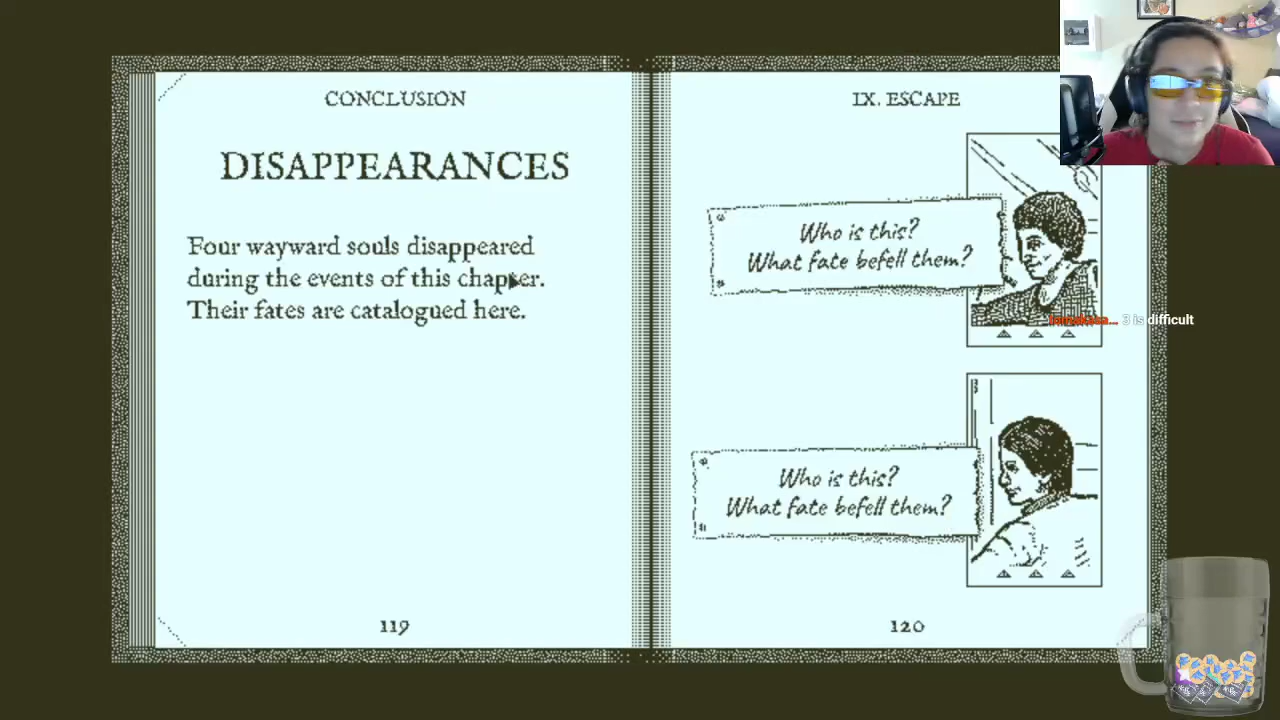 CONCLUSION
DISAPPEARANCES
Four wayward souls disappeared
during the events of this chapter.
Their fates are catalogued here.
119
IX. ESCAPE
Who is this?
What fate befell them?
3 is difficult
Who is this?
What fate befell them?
120